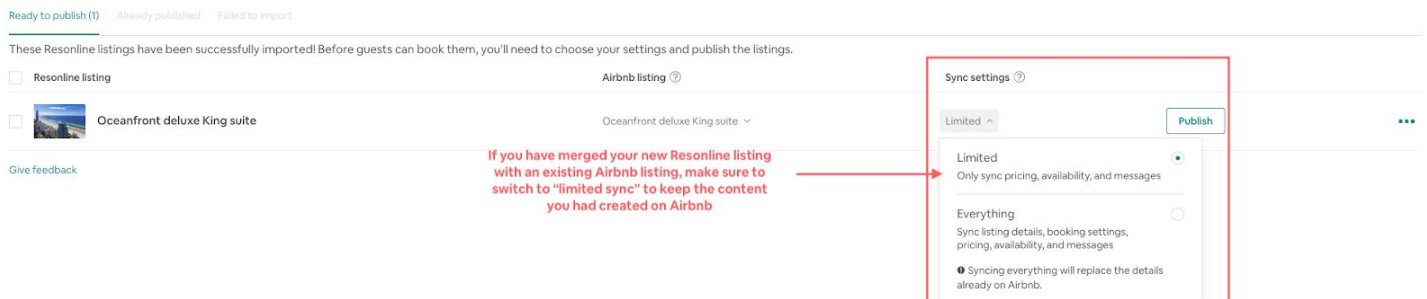 Ready to publish (1) Already published Failed to import
These Resonline listings have been successfully imported! Before guests can book them, you'll need to choose your settings and publish the listings.
Resonline listing Airbnb listing ? Sync settings ?
Oceanfront deluxe King suite Oceanfront deluxe King suite Limited Publish
Give feedback
If you have merged your new Resonline listing
with an existing Airbnb listing, make sure to
switch to “limited sync” to keep the content
you had created on Airbnb
Limited
Only sync pricing, availability, and messages
Everything
Sync listing details, booking settings,
pricing, availability, and messages
Syncing everything will replace the details
already on Airbnb.